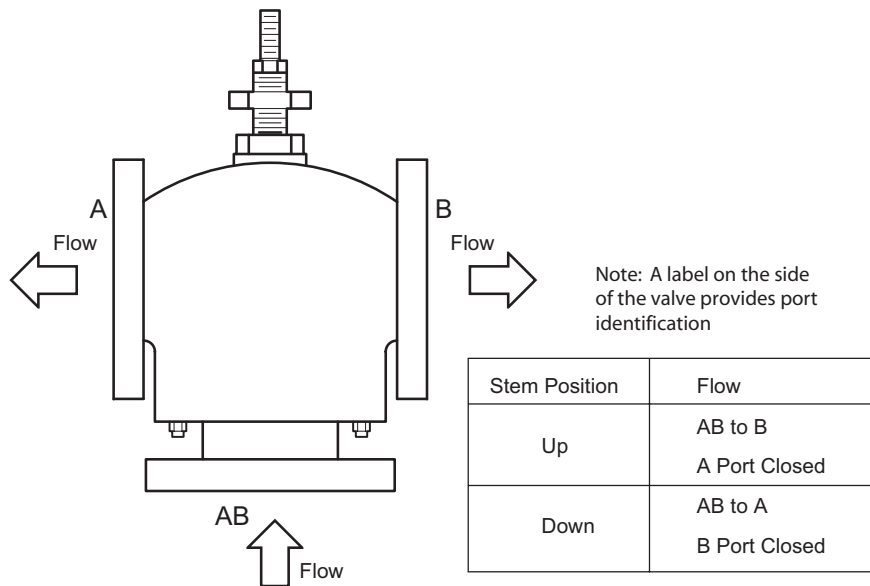 A
B
Flow
Flow
Note: A label on the side
of the valve provides port
identification
Stem Position Flow
Up
AB to B
A Port Closed
Down
AB to A
B Port Closed
AB
Flow